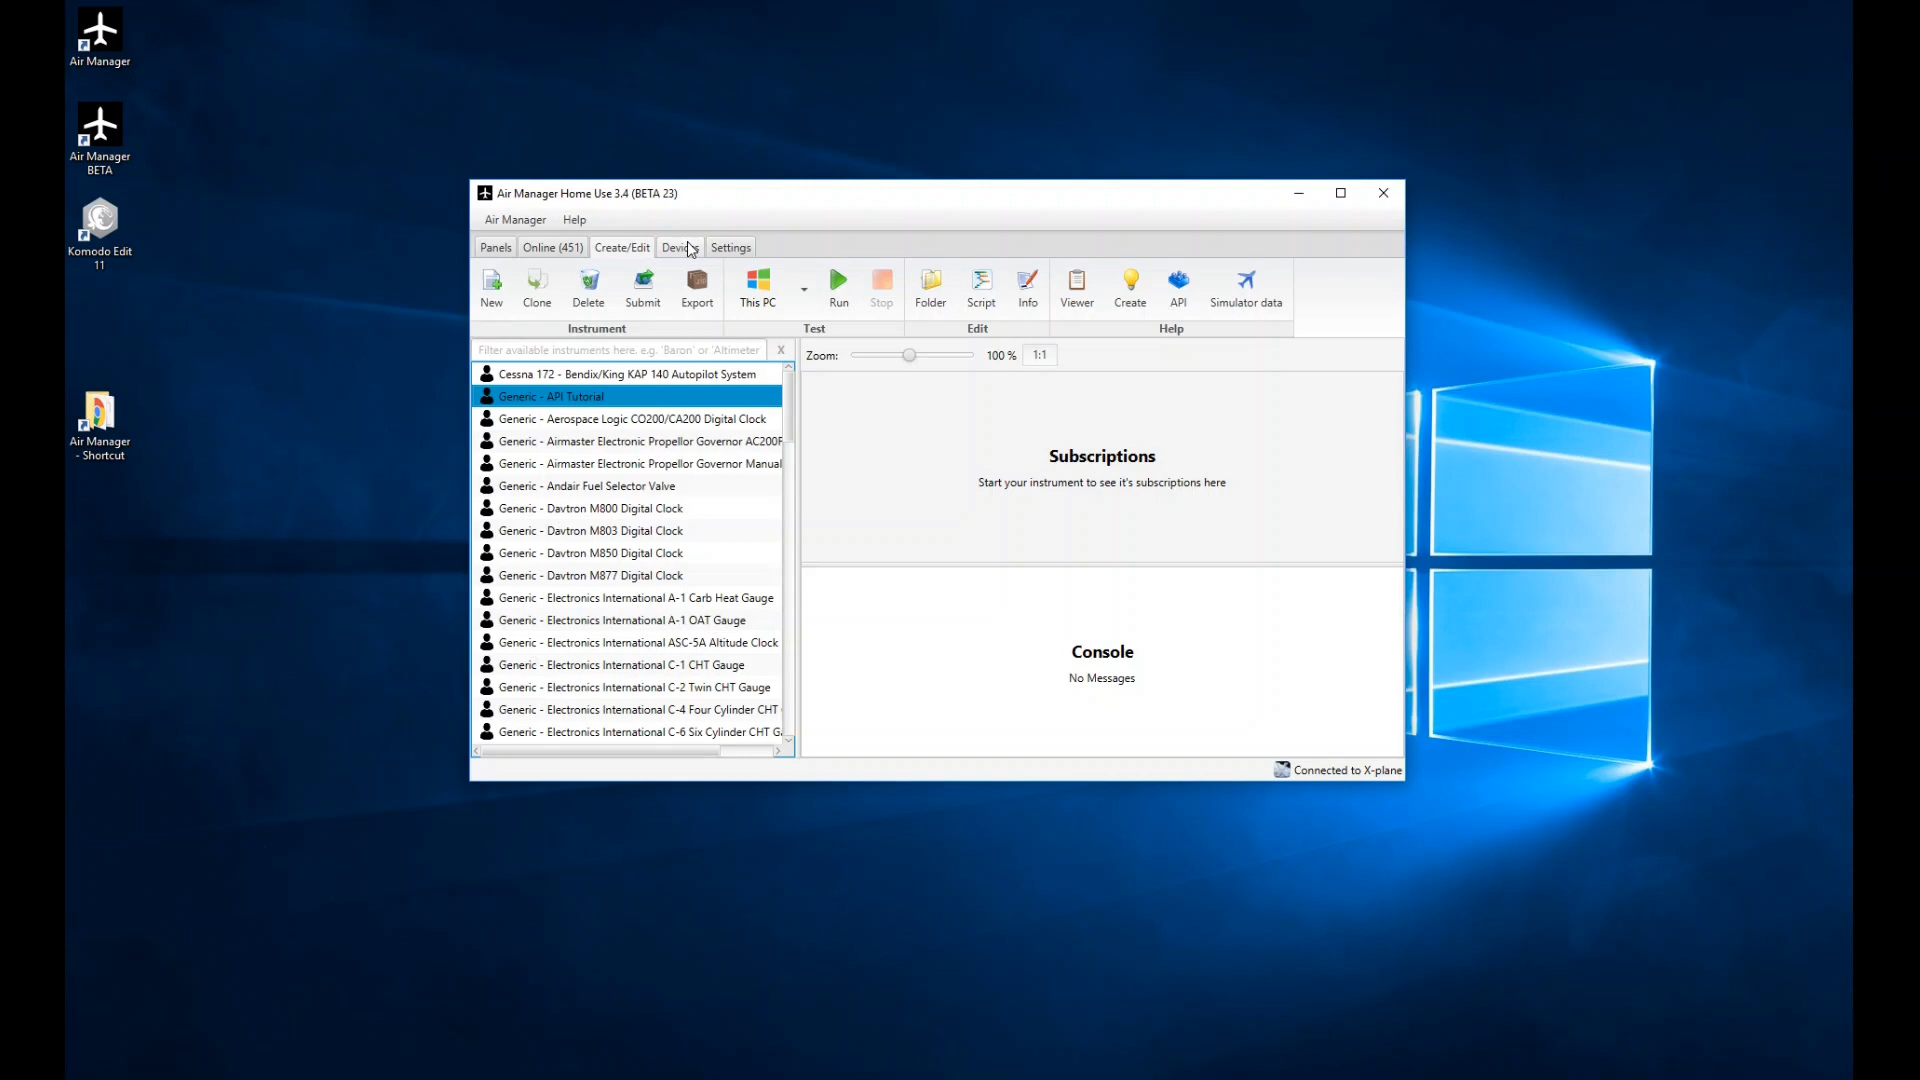 Air Manager
Air Manager
BETA
Komodo Edit
11
Air Manager
- Shortcut
Air Manager Home Use 3.4 (BETA 23)
Air Manager Help
Panels Online (451) Create/Edit Devices Settings
New Clone Delete Submit Export This PC Run Stop Folder Script Info Viewer Create API Simulator data
Instrument Test Edit Help
Filter available instruments here. e.g. 'Baron' or 'Altimeter X
Zoom: 100 % 1:1
Cessna 172 - Bendix/King KAP 140 Autopilot System
Generic - API Tutorial
Generic - Aerospace Logic CO200/CA200 Digital Clock
Generic - Airmaster Electronic Propellor Governor AC200F
Generic - Airmaster Electronic Propellor Governor Manual
Generic - Andair Fuel Selector Valve
Generic - Davtron M800 Digital Clock
Generic - Davtron M803 Digital Clock
Generic - Davtron M850 Digital Clock
Generic - Davtron M877 Digital Clock
Generic - Electronics International A-1 Carb Heat Gauge
Generic - Electronics International A-1 OAT Gauge
Generic - Electronics International ASC-5A Altitude Clock
Generic - Electronics International C-1 CHT Gauge
Generic - Electronics International C-2 Twin CHT Gauge
Generic - Electronics International C-4 Four Cylinder CHT
Generic - Electronics International C-6 Six Cylinder CHT G
Subscriptions
Start your instrument to see it's subscriptions here
Console
No Messages
Connected to X-plane